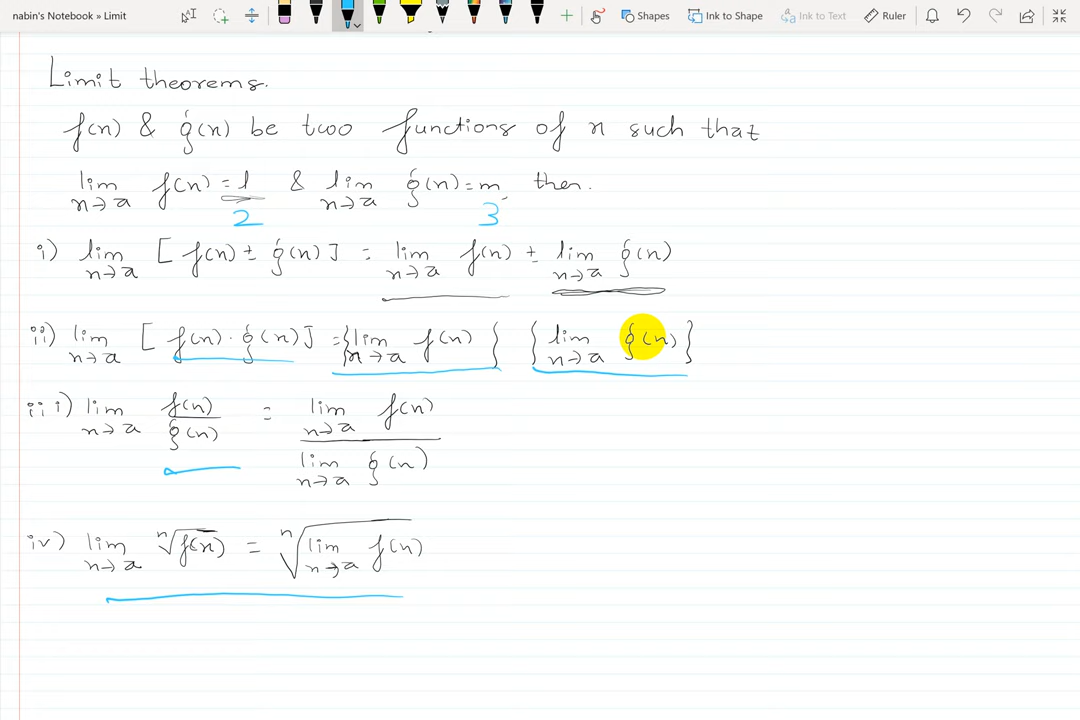 nabin's Notebook » Limit
Shapes Ink to Shape Ink to Text Ruler
Limit theorems.
f(n) & g(n) be two functions of n such that
lim n→a f(n) = l & lim n→a g(n) = m, then.
2 3
i) lim n→a [ f(n) ± g(n) ] = lim n→a f(n) ± lim n→a g(n)
ii) lim n→a [ f(n) · g(n) ] = { lim n→a f(n) } { lim n→a g(n) }
iii) lim n→a f(n) / g(n) = lim n→a f(n) / lim n→a g(n)
iv) lim n→a ⁿ√f(n) = ⁿ√lim n→a f(n)